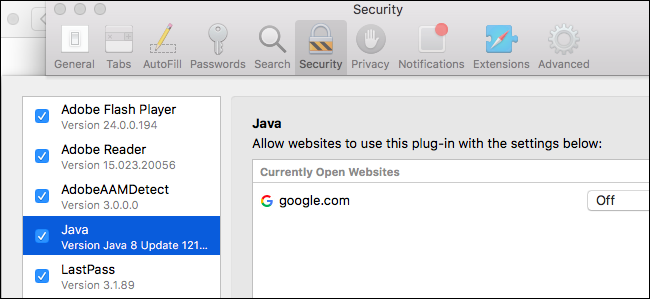 Security
General Tabs AutoFill Passwords Search Security Privacy Notifications Extensions Advanced
Adobe Flash Player
Version 24.0.0.194
Adobe Reader
Version 15.023.20056
AdobeAAMDetect
Version 3.0.0.0
Java
Version Java 8 Update 121...
LastPass
Version 3.1.89
Java
Allow websites to use this plug-in with the settings below:
Currently Open Websites
google.com Off